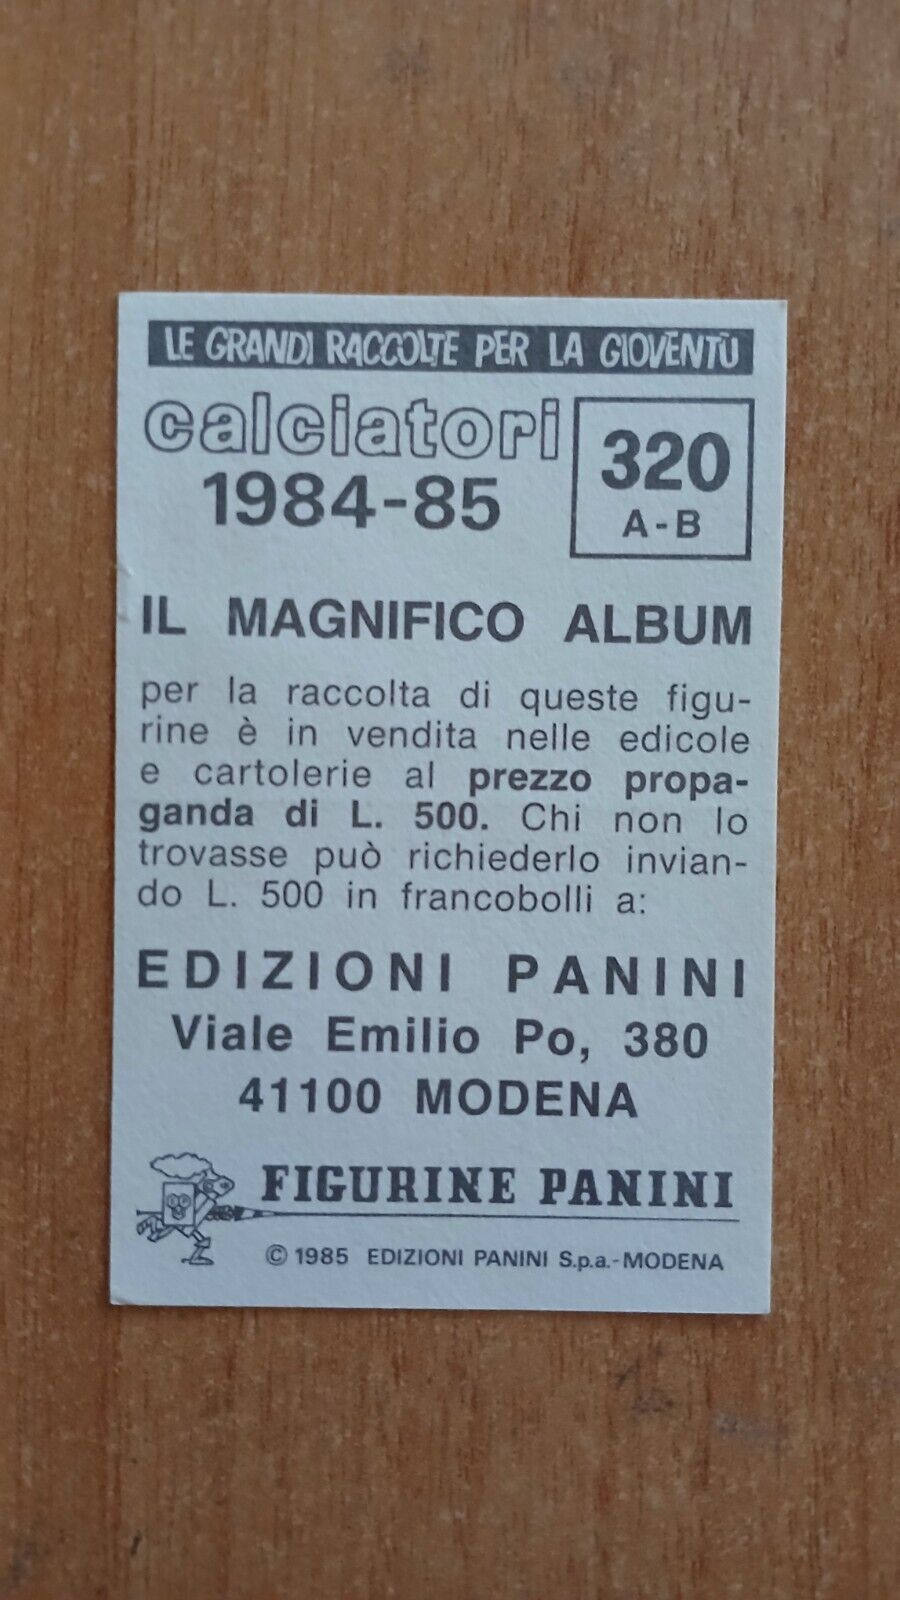 LE GRANDI RACCOLTE PER LA GIOVENTÙ
calciatori
1984-85
320
A-B
IL MAGNIFICO ALBUM
per la raccolta di queste figu-
rine è in vendita nelle edicole
e cartolerie al prezzo propa-
ganda di L. 500. Chi non lo
trovasse può richiederlo invian-
do L. 500 in francobolli a:
EDIZIONI PANINI
Viale Emilio Po, 380
41100 MODENA
FIGURINE PANINI
© 1985 EDIZIONI PANINI S.p.a.-MODENA